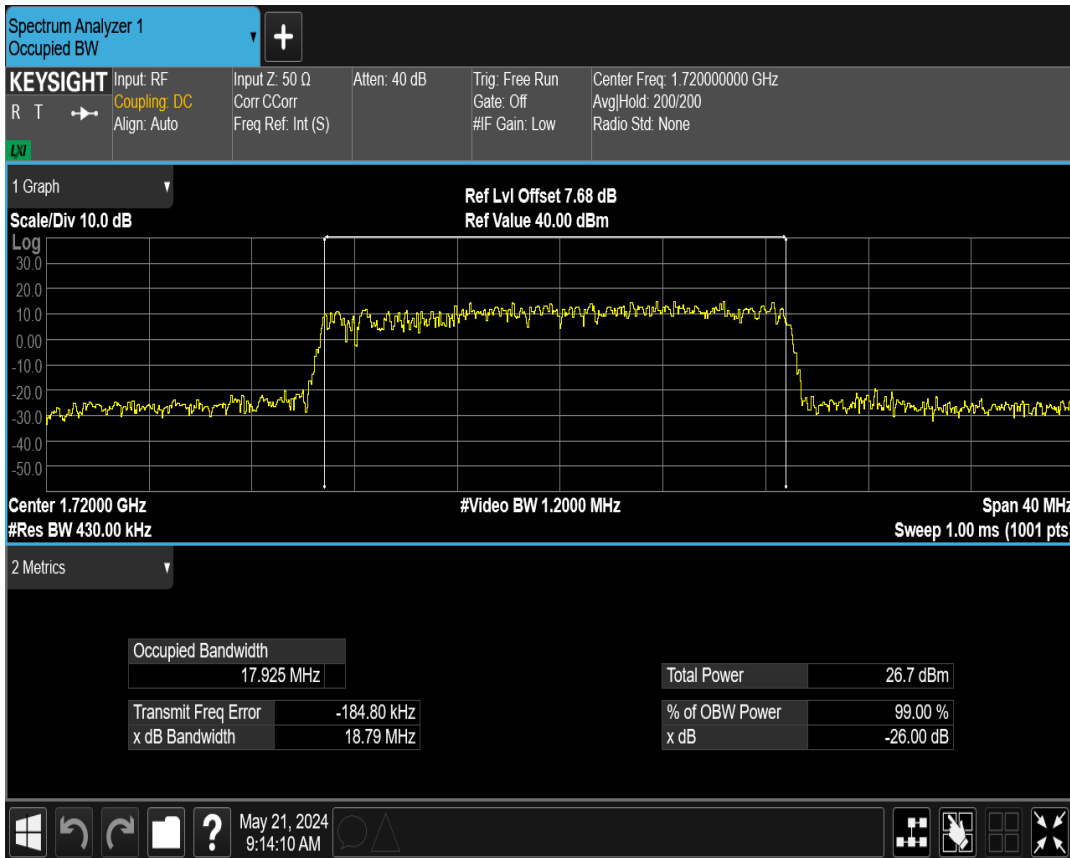 Spectrum Analyzer 1
Occupied BW
KEYSIGHT
R T
LXI
Input: RF
Coupling: DC
Align: Auto
Input Z: 50 Ω
Corr CCorr
Freq Ref: Int (S)
Atten: 40 dB
Trig: Free Run
Gate: Off
#IF Gain: Low
Center Freq: 1.720000000 GHz
Avg|Hold: 200/200
Radio Std: None
1 Graph
Scale/Div 10.0 dB
Ref Lvl Offset 7.68 dB
Ref Value 40.00 dBm
Log
30.0
20.0
10.0
0.00
-10.0
-20.0
-30.0
-40.0
-50.0
Center 1.72000 GHz
#Video BW 1.2000 MHz
Span 40 MHz
#Res BW 430.00 kHz
Sweep 1.00 ms (1001 pts)
2 Metrics
Occupied Bandwidth
17.925 MHz
Total Power 26.7 dBm
Transmit Freq Error -184.80 kHz
% of OBW Power 99.00 %
x dB Bandwidth 18.79 MHz
x dB -26.00 dB
?
May 21, 2024
9:14:10 AM